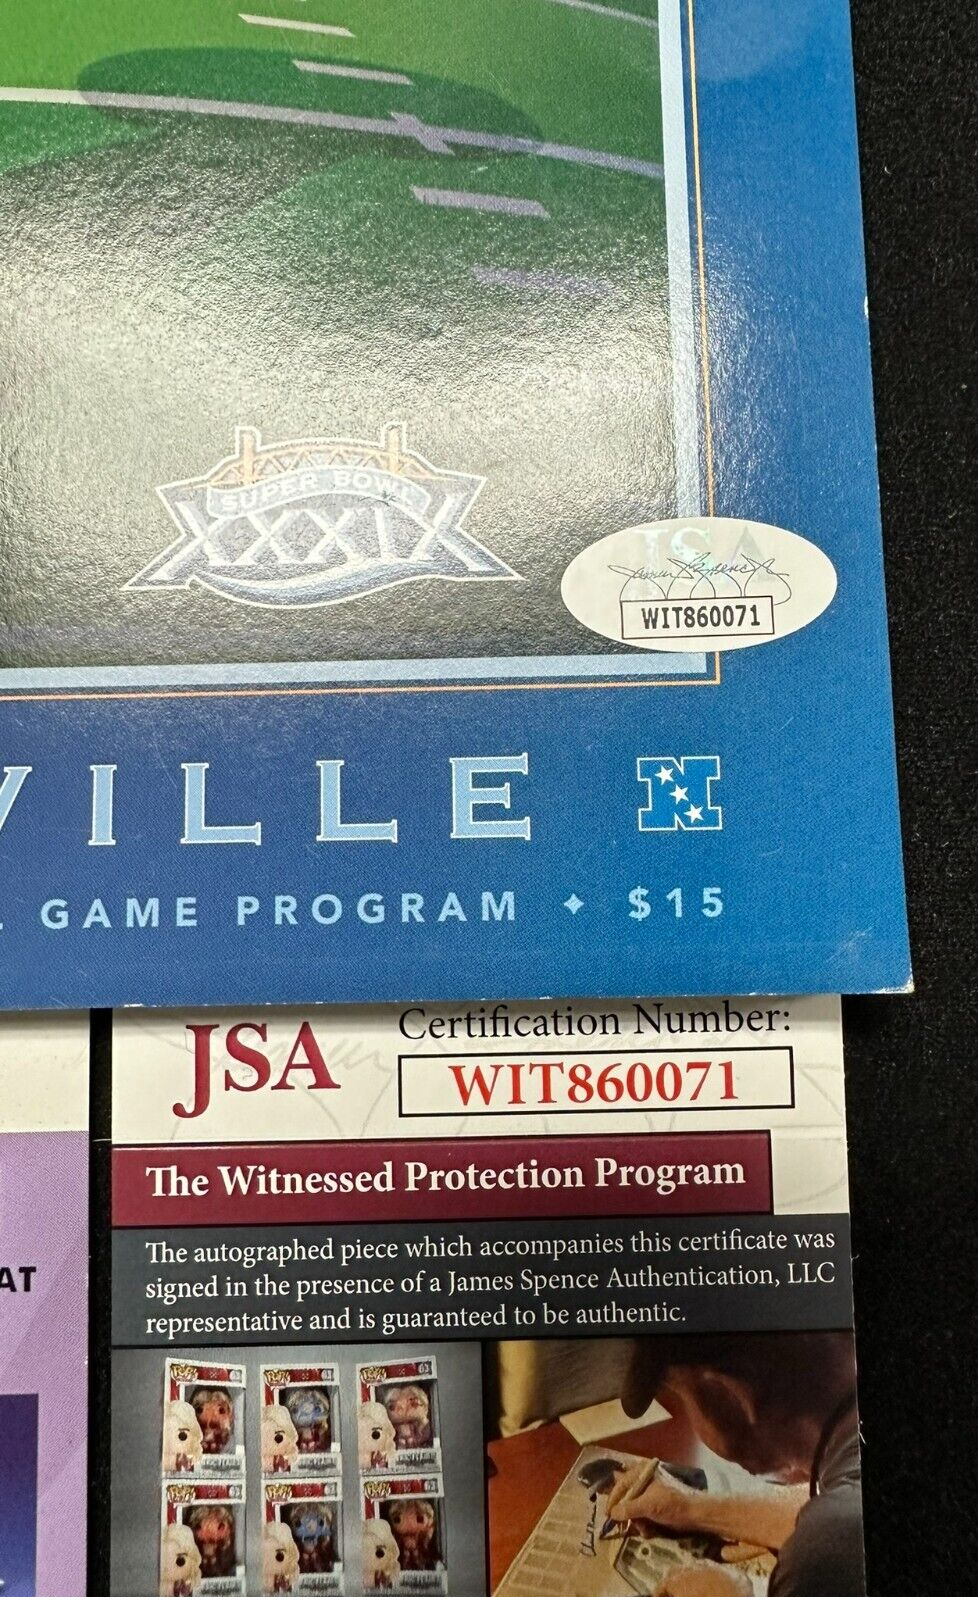 SUPER BOWL
XXXIX
JSA
WIT860071
VILLE N
L GAME PROGRAM ✦ $15
JSA
Certification Number:
WIT860071
The Witnessed Protection Program
The autographed piece which accompanies this certificate was
signed in the presence of a James Spence Authentication, LLC
representative and is guaranteed to be authentic.
AT